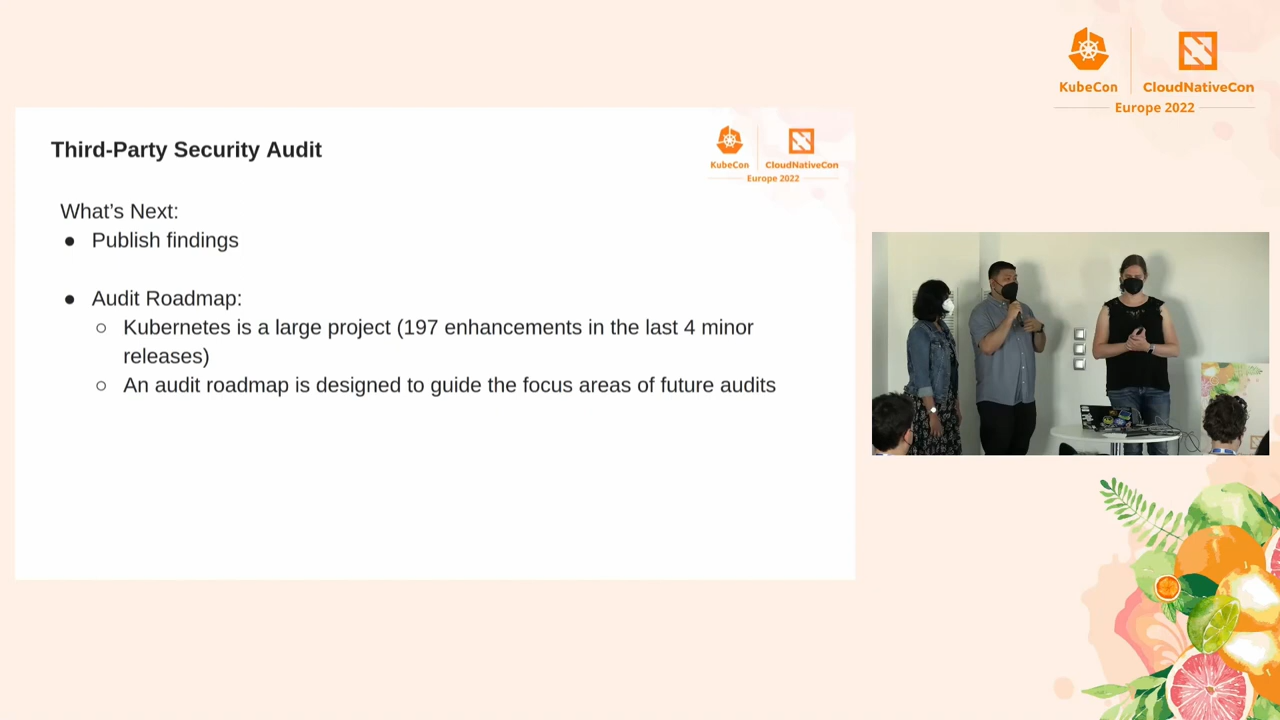 KubeCon
CloudNativeCon
Europe 2022
Third-Party Security Audit
KubeCon
CloudNativeCon
Europe 2022
What's Next:
● Publish findings
● Audit Roadmap:
○ Kubernetes is a large project (197 enhancements in the last 4 minor
releases)
○ An audit roadmap is designed to guide the focus areas of future audits